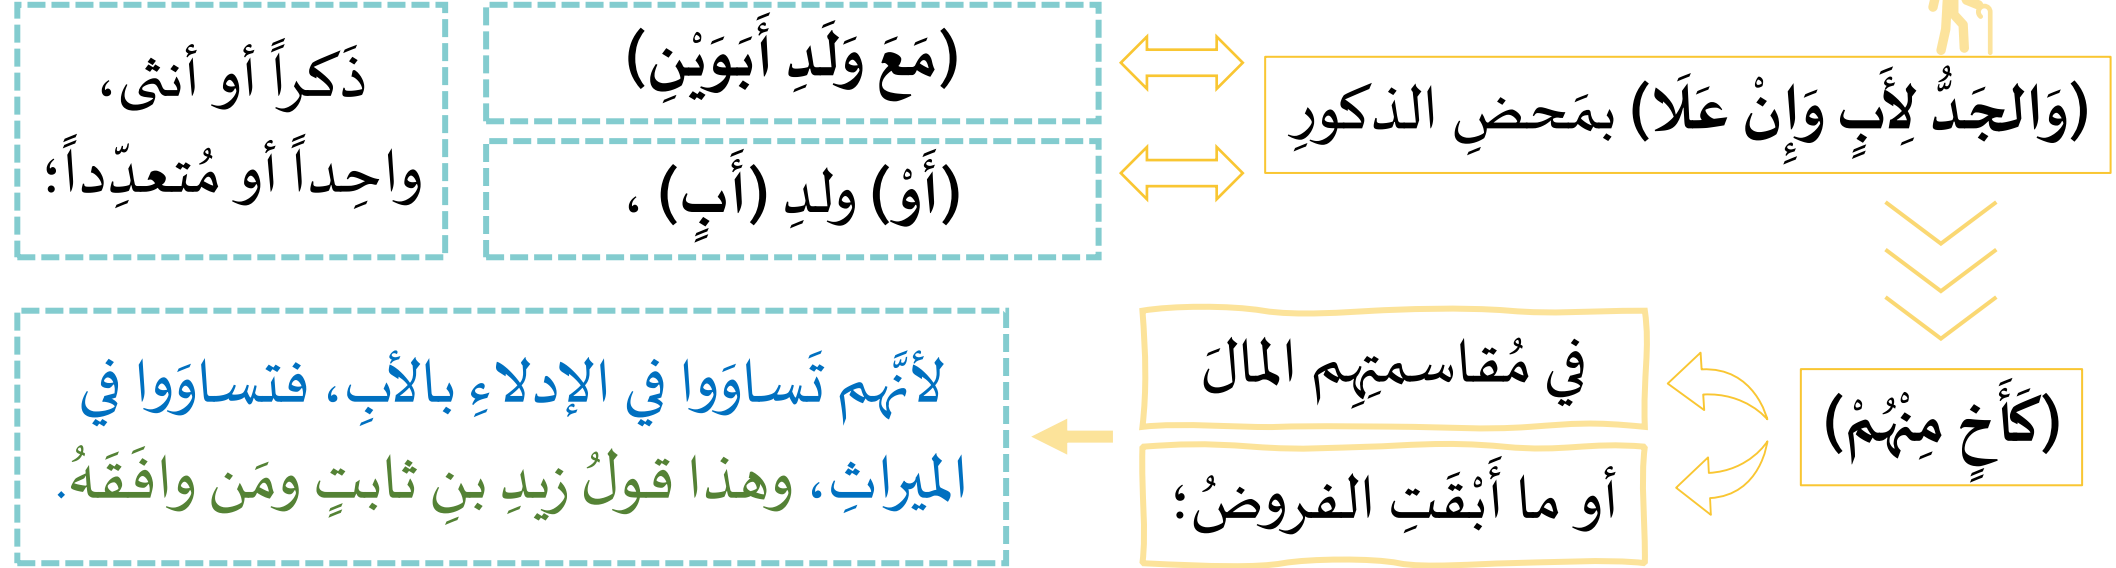 (وَالجَدُّ لِأَبٍ وَإِنْ عَلَا) بمَحضِ الذكورِ
(مَعَ وَلَدِ أَبَوَيْنِ)
(أَوْ) ولدِ (أَبٍ) ،
ذَكراً أو أنثى،
واحِداً أو مُتعدِّداً؛
(كَأَخٍ مِنْهُمْ)
في مُقاسمتِهِم المالَ
أو ما أَبْقَتِ الفروضُ؛
لأنَّهم تَساوَوا في الإدلاءِ بالأبِ، فتساوَوا في
الميراثِ، وهذا قولُ زيدِ بنِ ثابتٍ ومَن وافَقَهُ.